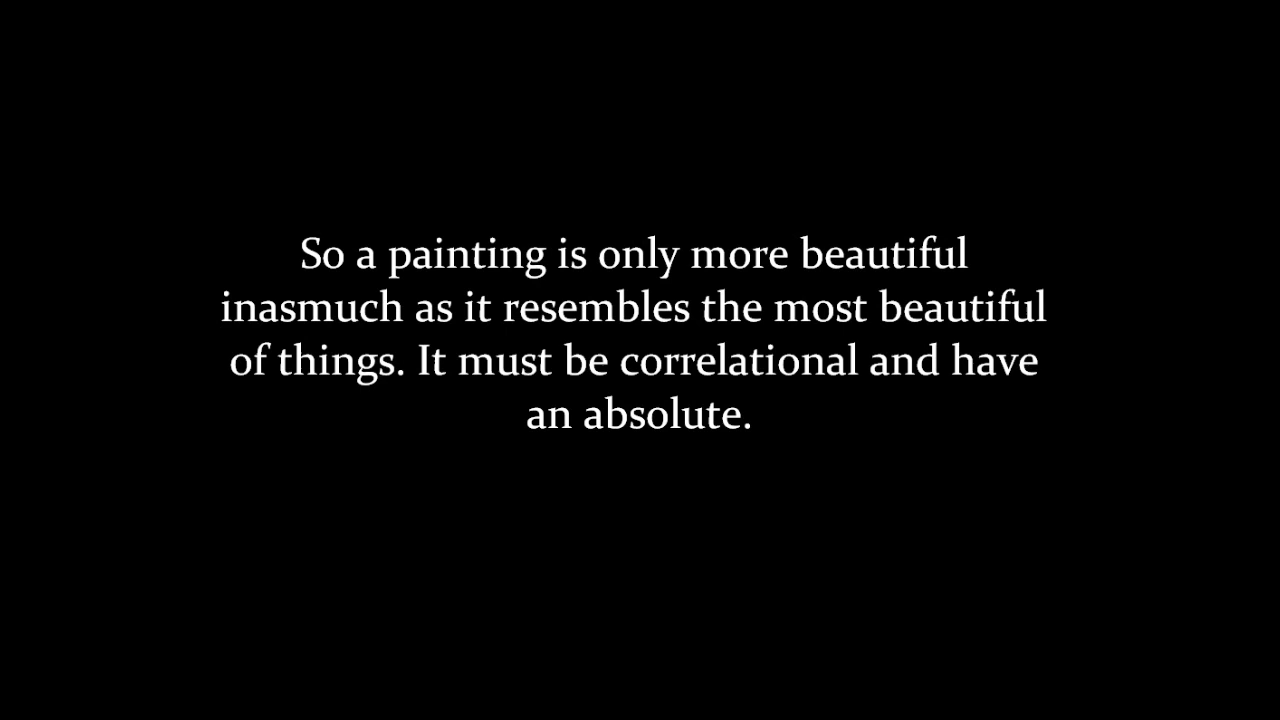 So a painting is only more beautiful
inasmuch as it resembles the most beautiful
of things. It must be correlational and have
an absolute.